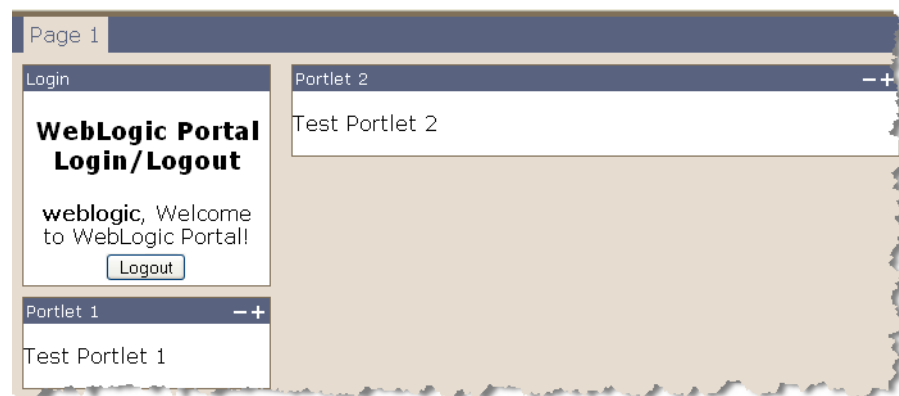 Page 1
Login
WebLogic Portal
Login/Logout
weblogic, Welcome
to WebLogic Portal!
Logout
Portlet 1
Test Portlet 1
Portlet 2
Test Portlet 2